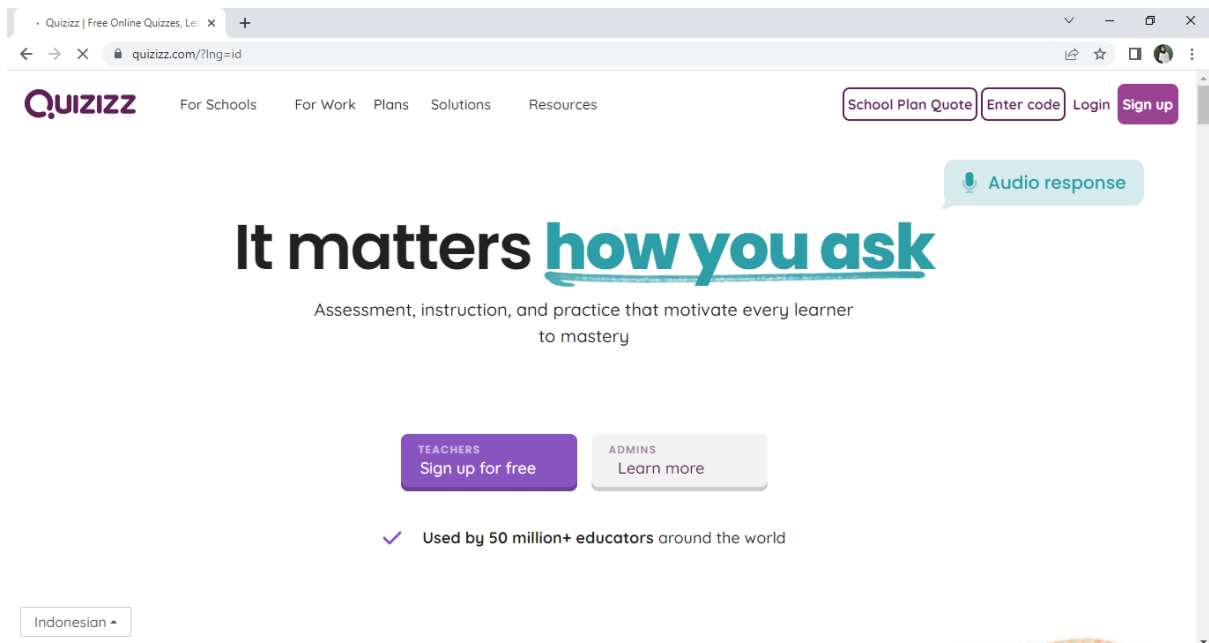 Quizizz | Free Online Quizzes, Les
quizizz.com/?lng=id
QUIZIZZ For Schools For Work Plans Solutions Resources School Plan Quote Enter code Login Sign up
Audio response
It matters how you ask
Assessment, instruction, and practice that motivate every learner
to mastery
TEACHERS
Sign up for free
ADMINS
Learn more
Used by 50 million+ educators around the world
Indonesian